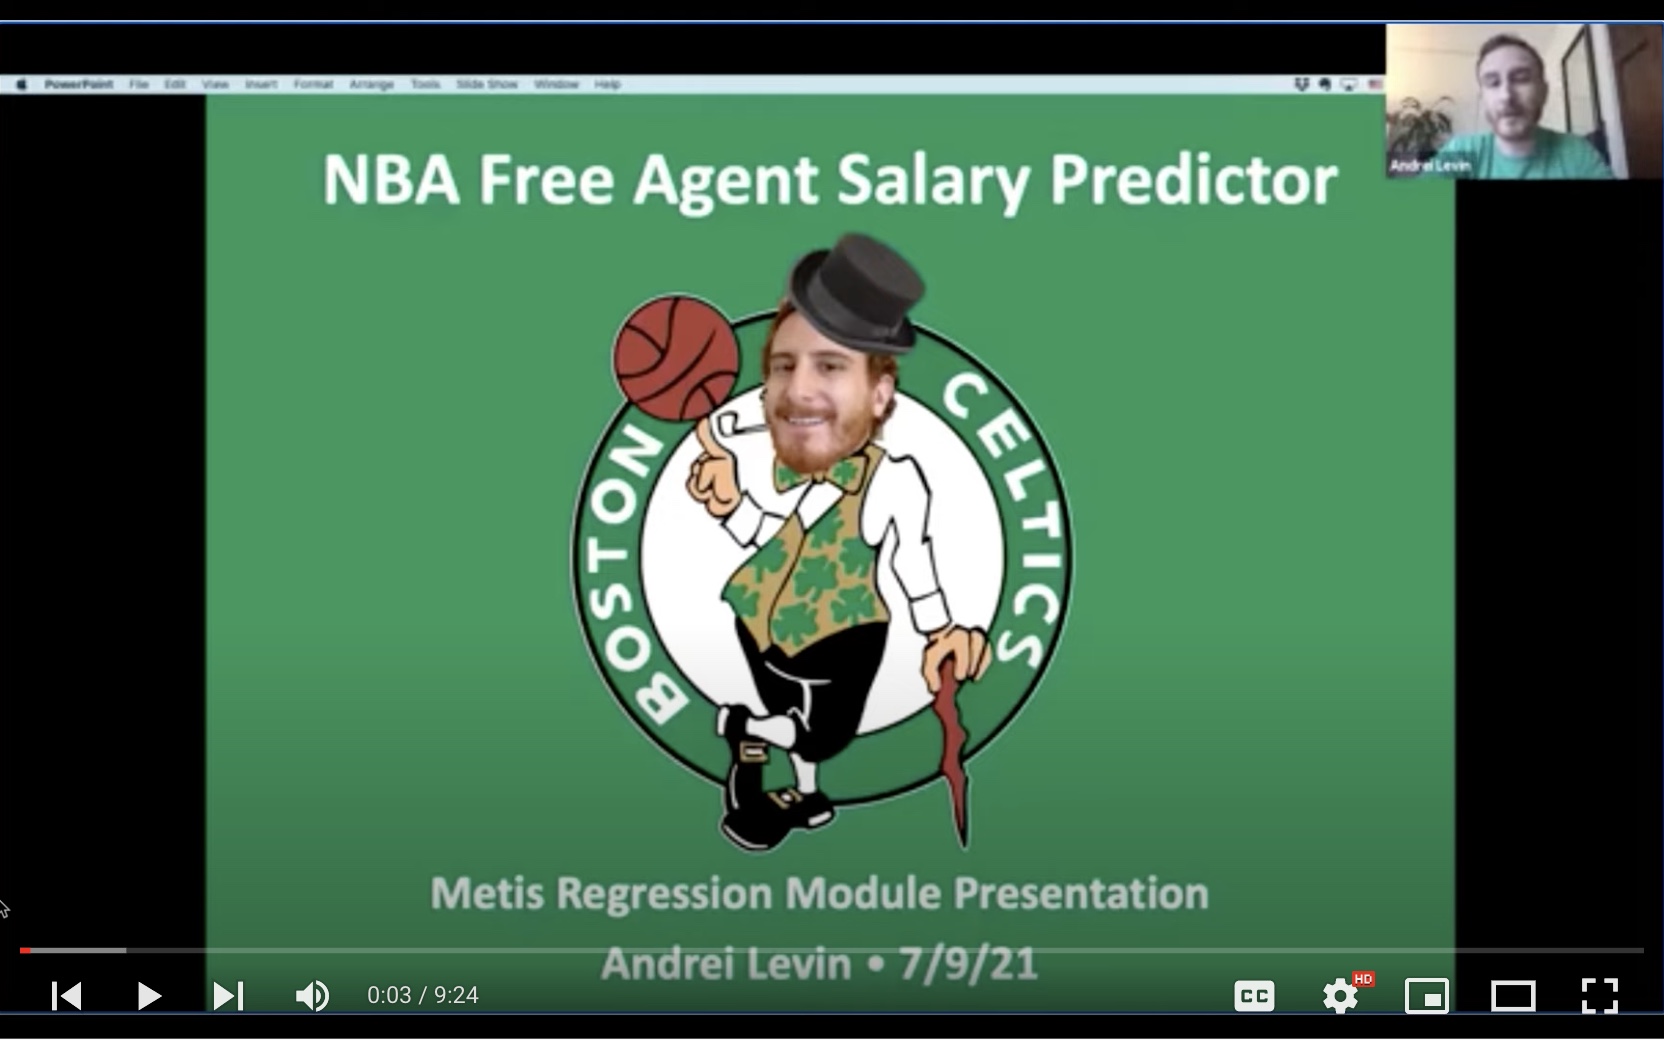 PowerPoint File Edit View Insert Format Arrange Tools Slide Show Window Help
Andrei Levin
NBA Free Agent Salary Predictor
BOSTON CELTICS
Metis Regression Module Presentation
Andrei Levin • 7/9/21
0:03 / 9:24
CC
HD